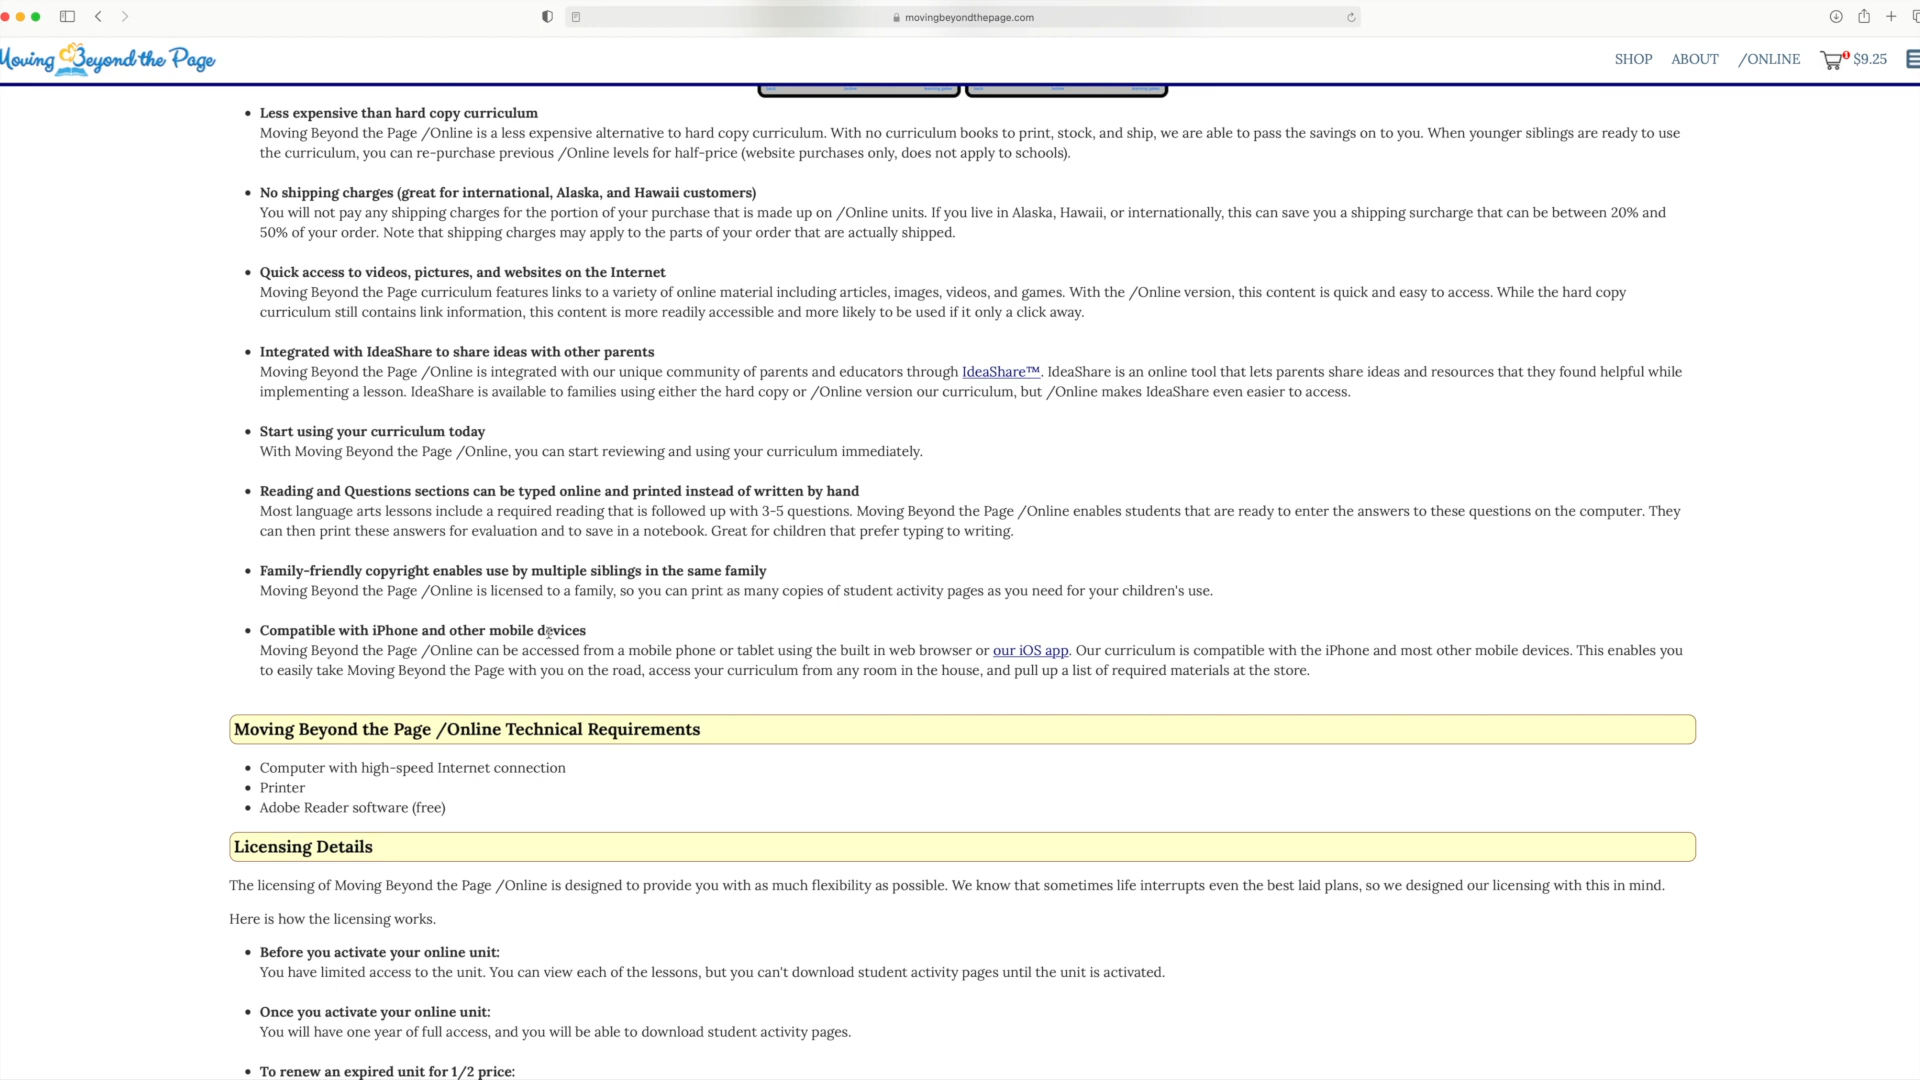 movingbeyondthepage.com
Moving Beyond the Page
SHOP ABOUT /ONLINE 1 $9.25
back online learning game back online learning game
• Less expensive than hard copy curriculum
Moving Beyond the Page /Online is a less expensive alternative to hard copy curriculum. With no curriculum books to print, stock, and ship, we are able to pass the savings on to you. When younger siblings are ready to use
the curriculum, you can re-purchase previous /Online levels for half-price (website purchases only, does not apply to schools).
• No shipping charges (great for international, Alaska, and Hawaii customers)
You will not pay any shipping charges for the portion of your purchase that is made up on /Online units. If you live in Alaska, Hawaii, or internationally, this can save you a shipping surcharge that can be between 20% and
50% of your order. Note that shipping charges may apply to the parts of your order that are actually shipped.
• Quick access to videos, pictures, and websites on the Internet
Moving Beyond the Page curriculum features links to a variety of online material including articles, images, videos, and games. With the /Online version, this content is quick and easy to access. While the hard copy
curriculum still contains link information, this content is more readily accessible and more likely to be used if it only a click away.
• Integrated with IdeaShare to share ideas with other parents
Moving Beyond the Page /Online is integrated with our unique community of parents and educators through IdeaShare™. IdeaShare is an online tool that lets parents share ideas and resources that they found helpful while
implementing a lesson. IdeaShare is available to families using either the hard copy or /Online version our curriculum, but /Online makes IdeaShare even easier to access.
• Start using your curriculum today
With Moving Beyond the Page /Online, you can start reviewing and using your curriculum immediately.
• Reading and Questions sections can be typed online and printed instead of written by hand
Most language arts lessons include a required reading that is followed up with 3-5 questions. Moving Beyond the Page /Online enables students that are ready to enter the answers to these questions on the computer. They
can then print these answers for evaluation and to save in a notebook. Great for children that prefer typing to writing.
• Family-friendly copyright enables use by multiple siblings in the same family
Moving Beyond the Page /Online is licensed to a family, so you can print as many copies of student activity pages as you need for your children's use.
• Compatible with iPhone and other mobile devices
Moving Beyond the Page /Online can be accessed from a mobile phone or tablet using the built in web browser or our iOS app. Our curriculum is compatible with the iPhone and most other mobile devices. This enables you
to easily take Moving Beyond the Page with you on the road, access your curriculum from any room in the house, and pull up a list of required materials at the store.
Moving Beyond the Page /Online Technical Requirements
• Computer with high-speed Internet connection
• Printer
• Adobe Reader software (free)
Licensing Details
The licensing of Moving Beyond the Page /Online is designed to provide you with as much flexibility as possible. We know that sometimes life interrupts even the best laid plans, so we designed our licensing with this in mind.
Here is how the licensing works.
• Before you activate your online unit:
You have limited access to the unit. You can view each of the lessons, but you can't download student activity pages until the unit is activated.
• Once you activate your online unit:
You will have one year of full access, and you will be able to download student activity pages.
• To renew an expired unit for 1/2 price: